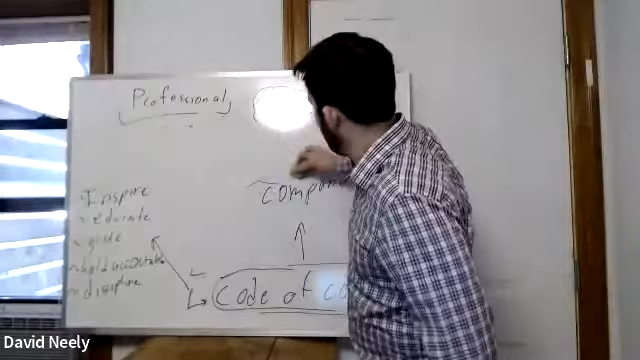 Professional
Inspire
educate
guide
hold accountable
discipline
compan
code of co
David Neely